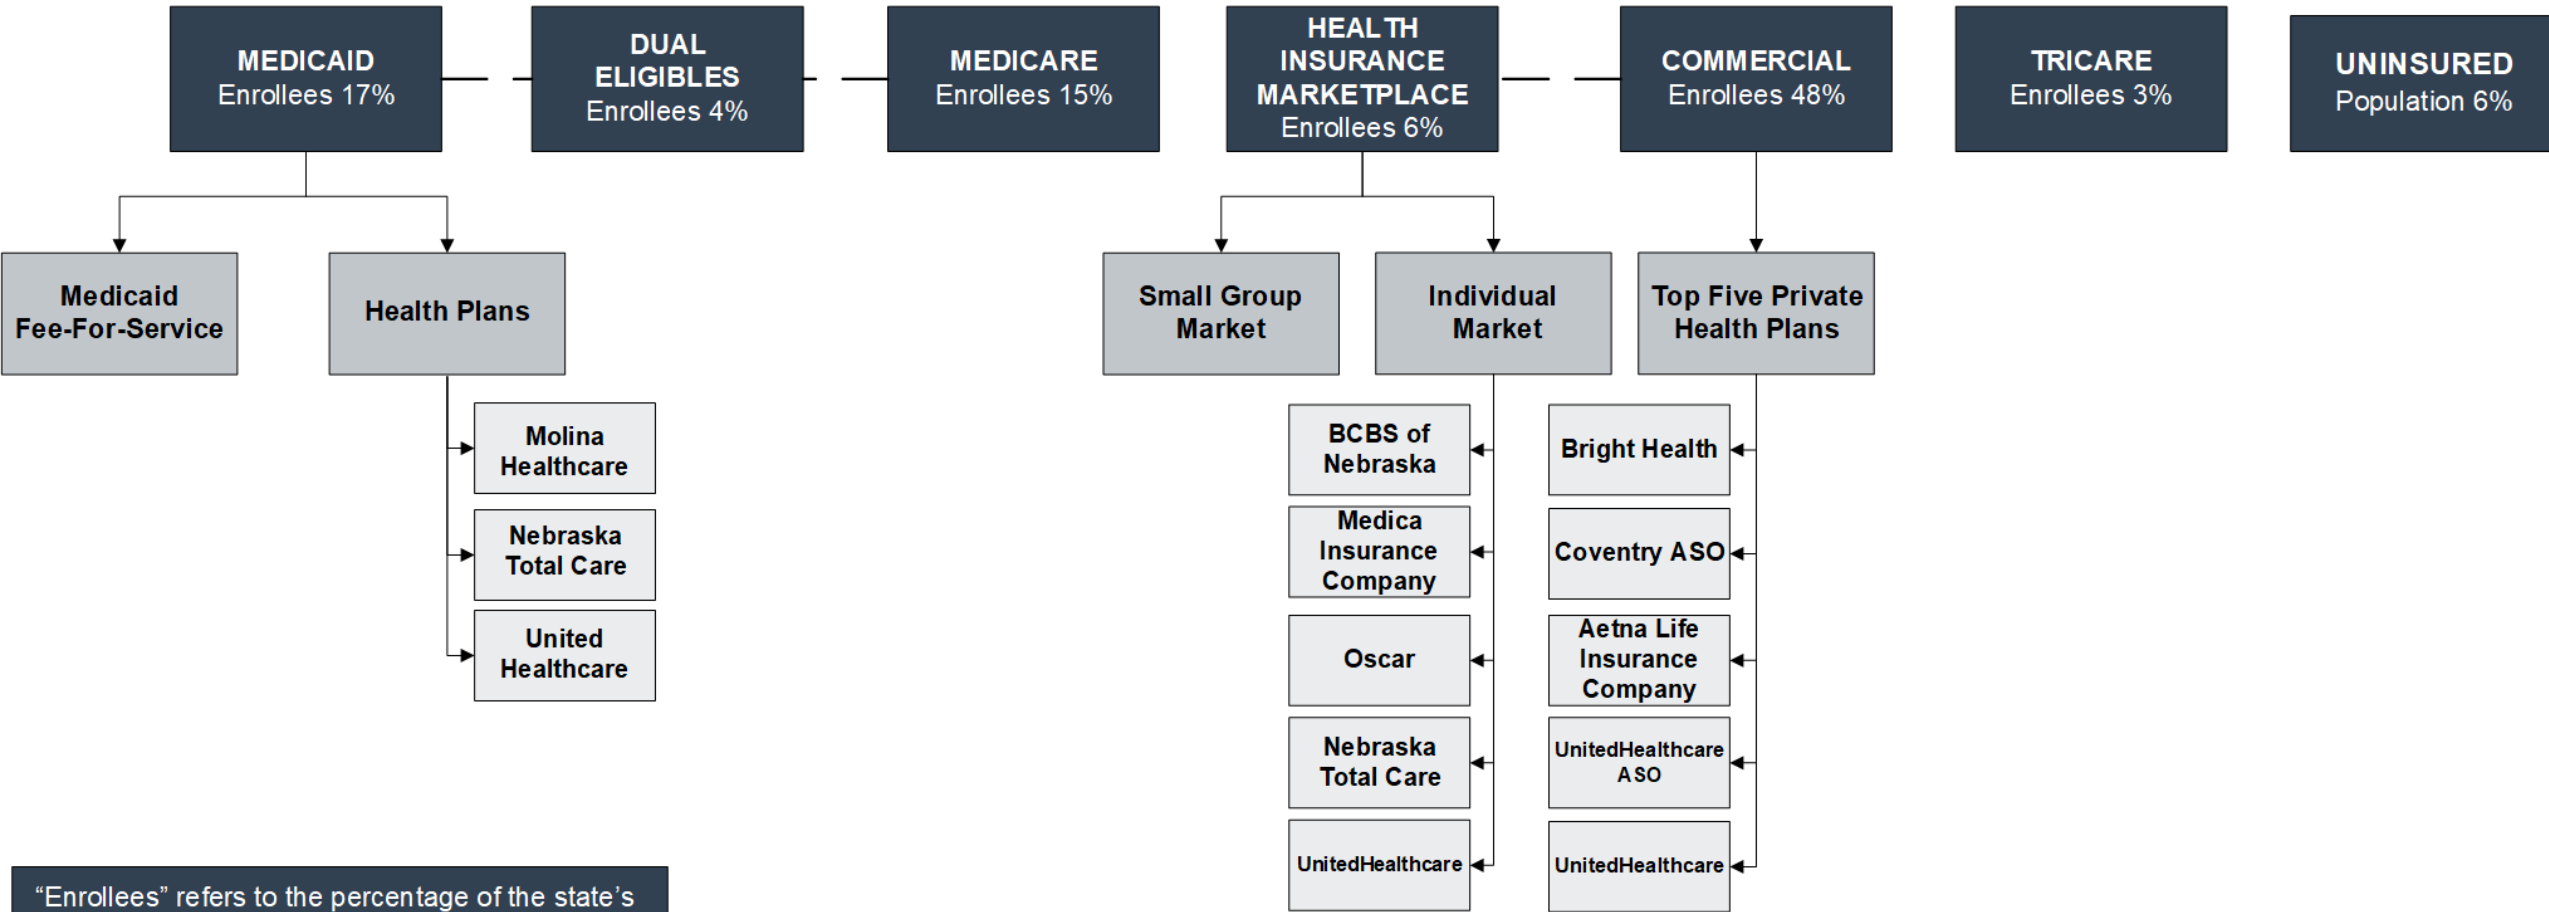 MEDICAID
Enrollees 17%
DUAL
ELIGIBLES
Enrollees 4%
MEDICARE
Enrollees 15%
HEALTH
INSURANCE
MARKETPLACE
Enrollees 6%
COMMERCIAL
Enrollees 48%
TRICARE
Enrollees 3%
UNINSURED
Population 6%
Medicaid
Fee-For-Service
Health Plans
Small Group
Market
Individual
Market
Top Five Private
Health Plans
Molina
Healthcare
Nebraska
Total Care
United
Healthcare
BCBS of
Nebraska
Medica
Insurance
Company
Oscar
Nebraska
Total Care
UnitedHealthcare
Bright Health
Coventry ASO
Aetna Life
Insurance
Company
UnitedHealthcare
ASO
UnitedHealthcare
“Enrollees” refers to the percentage of the state’s